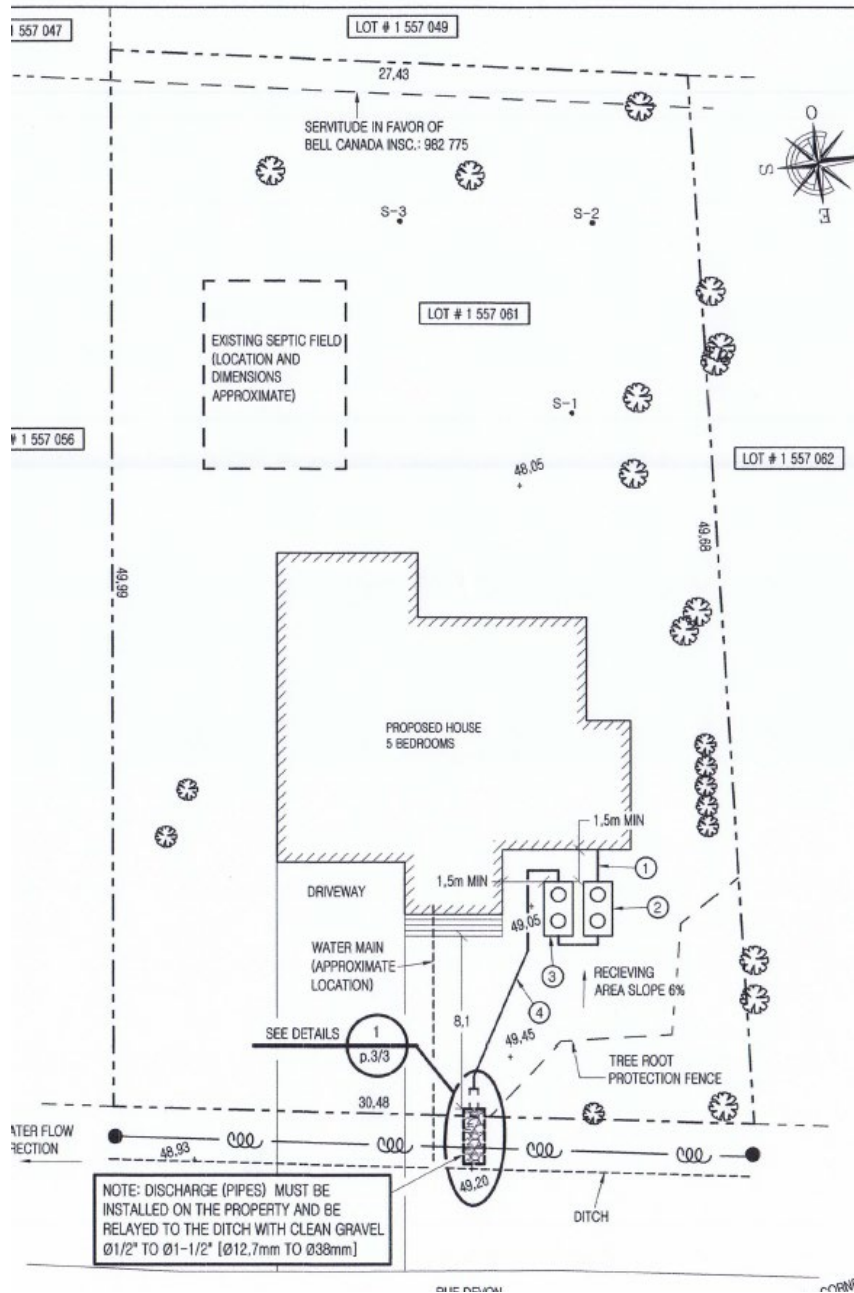 1 557 047
LOT # 1 557 049
27,43
SERVITUDE IN FAVOR OF
BELL CANADA INSC.: 982 775
O
S
E
S-3
S-2
LOT # 1 557 061
EXISTING SEPTIC FIELD
(LOCATION AND
DIMENSIONS
APPROXIMATE)
S-1
# 1 557 056
LOT # 1 557 062
48,05
49,68
49,99
PROPOSED HOUSE
5 BEDROOMS
1,5m MIN
1
1,5m MIN
DRIVEWAY
2
49,05
WATER MAIN
(APPROXIMATE
LOCATION)
3
RECIEVING
AREA SLOPE 6%
4
8,1
SEE DETAILS
1
p.3/3
49,45
TREE ROOT
PROTECTION FENCE
30,48
ATER FLOW
RECTION
48,93
49,20
DITCH
NOTE: DISCHARGE (PIPES) MUST BE
INSTALLED ON THE PROPERTY AND BE
RELAYED TO THE DITCH WITH CLEAN GRAVEL
Ø1/2" TO Ø1-1/2" [Ø12,7mm TO Ø38mm]
RUE DEVON